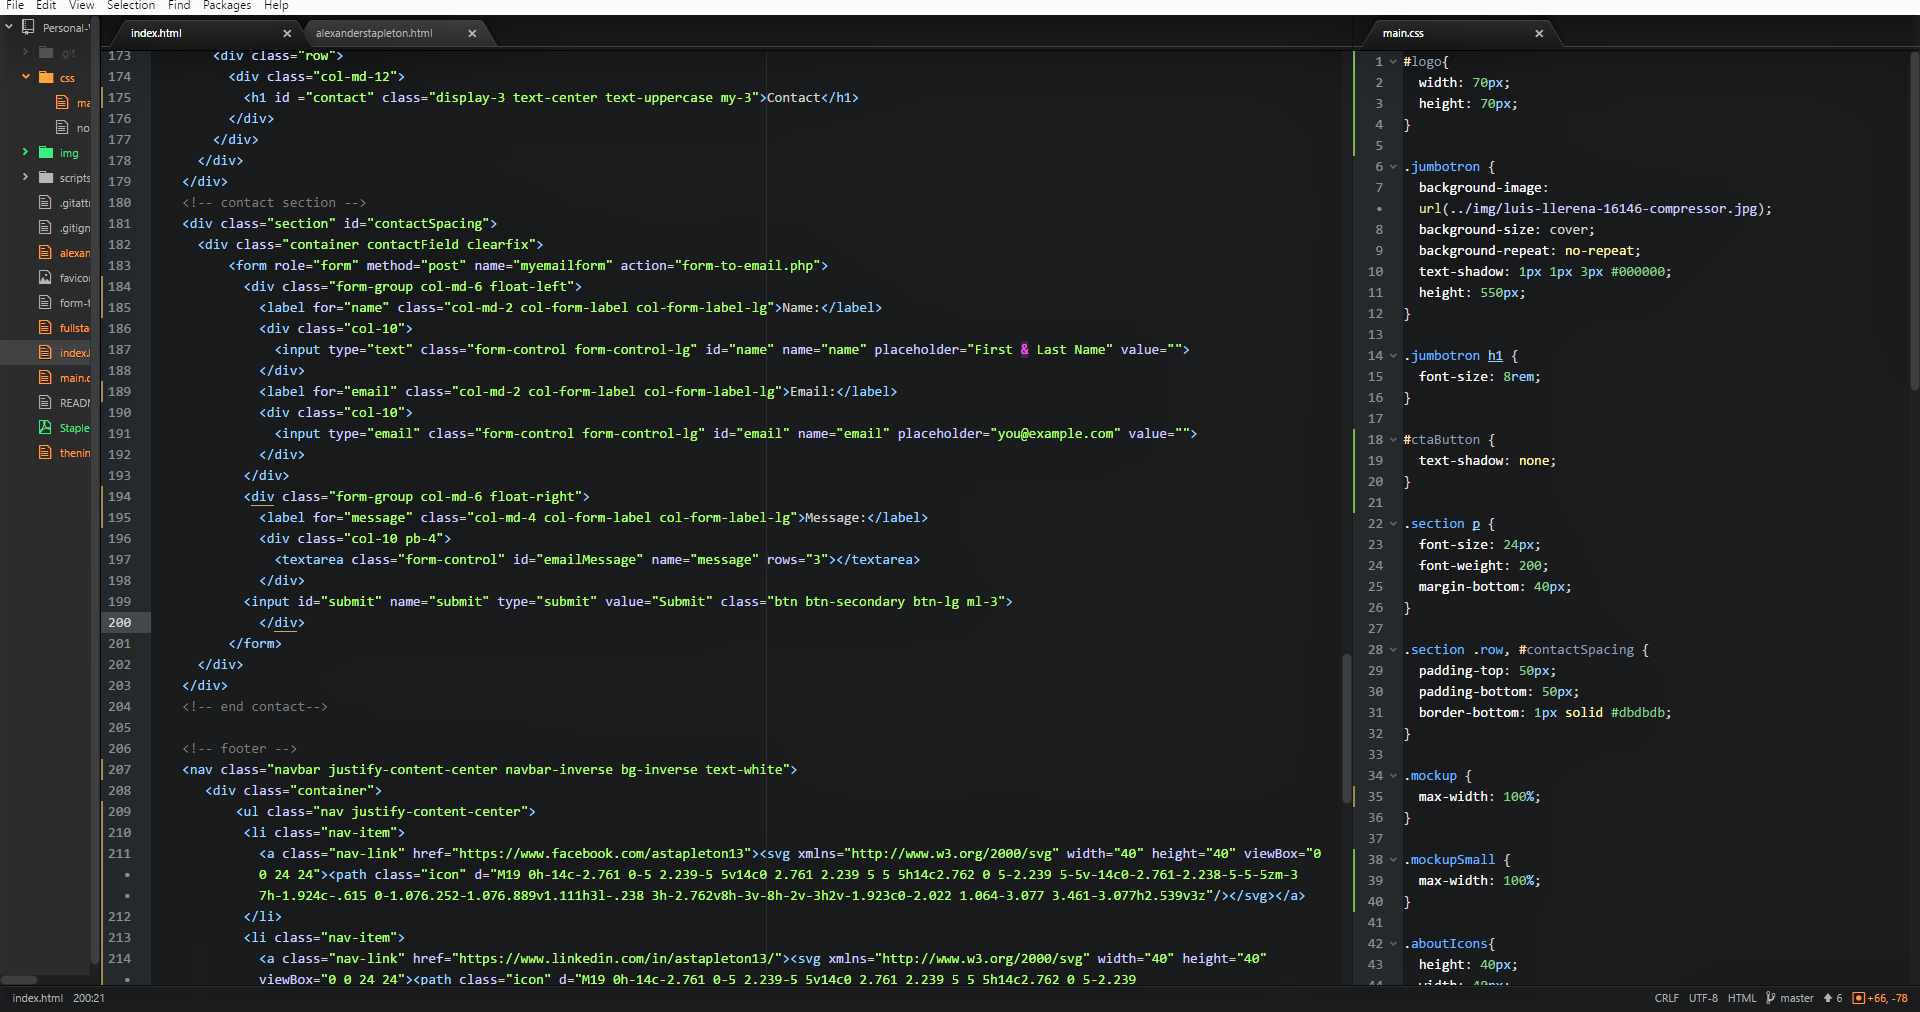 File Edit View Selection Find Packages Help
Personal-
.git
css
ma
no
img
scripts
.gitatt
.gitign
alexan
favico
form-t
fullsta
index.
main.c
READ
Staple
thenin
index.html
alexanderstapleton.html
173 <div class="row">
174 <div class="col-md-12">
175 <h1 id ="contact" class="display-3 text-center text-uppercase my-3">Contact</h1>
176 </div>
177 </div>
178 </div>
179 </div>
180 <!-- contact section -->
181 <div class="section" id="contactSpacing">
182 <div class="container contactField clearfix">
183 <form role="form" method="post" name="myemailform" action="form-to-email.php">
184 <div class="form-group col-md-6 float-left">
185 <label for="name" class="col-md-2 col-form-label col-form-label-lg">Name:</label>
186 <div class="col-10">
187 <input type="text" class="form-control form-control-lg" id="name" name="name" placeholder="First & Last Name" value="">
188 </div>
189 <label for="email" class="col-md-2 col-form-label col-form-label-lg">Email:</label>
190 <div class="col-10">
191 <input type="email" class="form-control form-control-lg" id="email" name="email" placeholder="you@example.com" value="">
192 </div>
193 </div>
194 <div class="form-group col-md-6 float-right">
195 <label for="message" class="col-md-4 col-form-label col-form-label-lg">Message:</label>
196 <div class="col-10 pb-4">
197 <textarea class="form-control" id="emailMessage" name="message" rows="3"></textarea>
198 </div>
199 <input id="submit" name="submit" type="submit" value="Submit" class="btn btn-secondary btn-lg ml-3">
200 </div>
201 </form>
202 </div>
203 </div>
204 <!-- end contact-->
205
206 <!-- footer -->
207 <nav class="navbar justify-content-center navbar-inverse bg-inverse text-white">
208 <div class="container">
209 <ul class="nav justify-content-center">
210 <li class="nav-item">
211 <a class="nav-link" href="https://www.facebook.com/astapleton13"><svg xmlns="http://www.w3.org/2000/svg" width="40" height="40" viewBox="0
• 0 24 24"><path class="icon" d="M19 0h-14c-2.761 0-5 2.239-5 5v14c0 2.761 2.239 5 5 5h14c2.762 0 5-2.239 5-5v-14c0-2.761-2.238-5-5-5zm-3
• 7h-1.924c-.615 0-1.076.252-1.076.889v1.111h3l-.238 3h-2.762v8h-3v-8h-2v-3h2v-1.923c0-2.022 1.064-3.077 3.461-3.077h2.539v3z"/></svg></a>
212 </li>
213 <li class="nav-item">
214 <a class="nav-link" href="https://www.linkedin.com/in/astapleton13/"><svg xmlns="http://www.w3.org/2000/svg" width="40" height="40"
• viewBox="0 0 24 24"><path class="icon" d="M19 0h-14c-2.761 0-5 2.239-5 5v14c0 2.761 2.239 5 5 5h14c2.762 0 5-2.239
main.css
1 #logo{
2 width: 70px;
3 height: 70px;
4 }
5
6 .jumbotron {
7 background-image:
• url(../img/luis-llerena-16146-compressor.jpg);
8 background-size: cover;
9 background-repeat: no-repeat;
10 text-shadow: 1px 1px 3px #000000;
11 height: 550px;
12 }
13
14 .jumbotron h1 {
15 font-size: 8rem;
16 }
17
18 #ctaButton {
19 text-shadow: none;
20 }
21
22 .section p {
23 font-size: 24px;
24 font-weight: 200;
25 margin-bottom: 40px;
26 }
27
28 .section .row, #contactSpacing {
29 padding-top: 50px;
30 padding-bottom: 50px;
31 border-bottom: 1px solid #dbdbdb;
32 }
33
34 .mockup {
35 max-width: 100%;
36 }
37
38 .mockupSmall {
39 max-width: 100%;
40 }
41
42 .aboutIcons{
43 height: 40px;
44 width: 40px;
index.html 200:21
CRLF UTF-8 HTML master 6 +66, -78